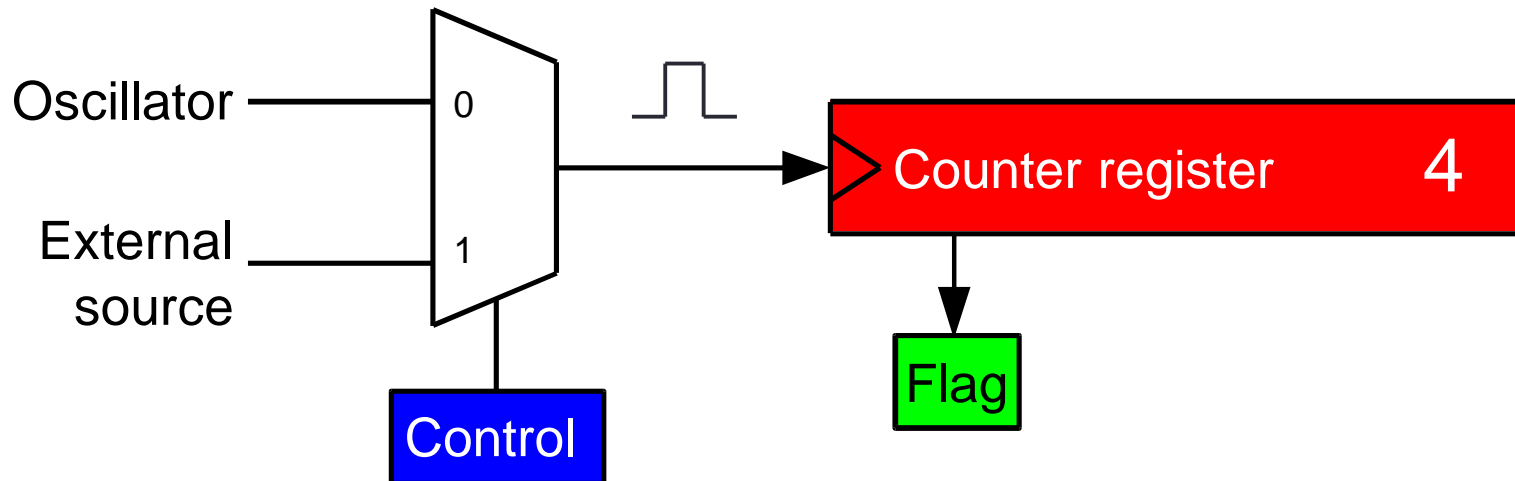 Oscillator
0
Counter register 4
External
source
1
Flag
Control